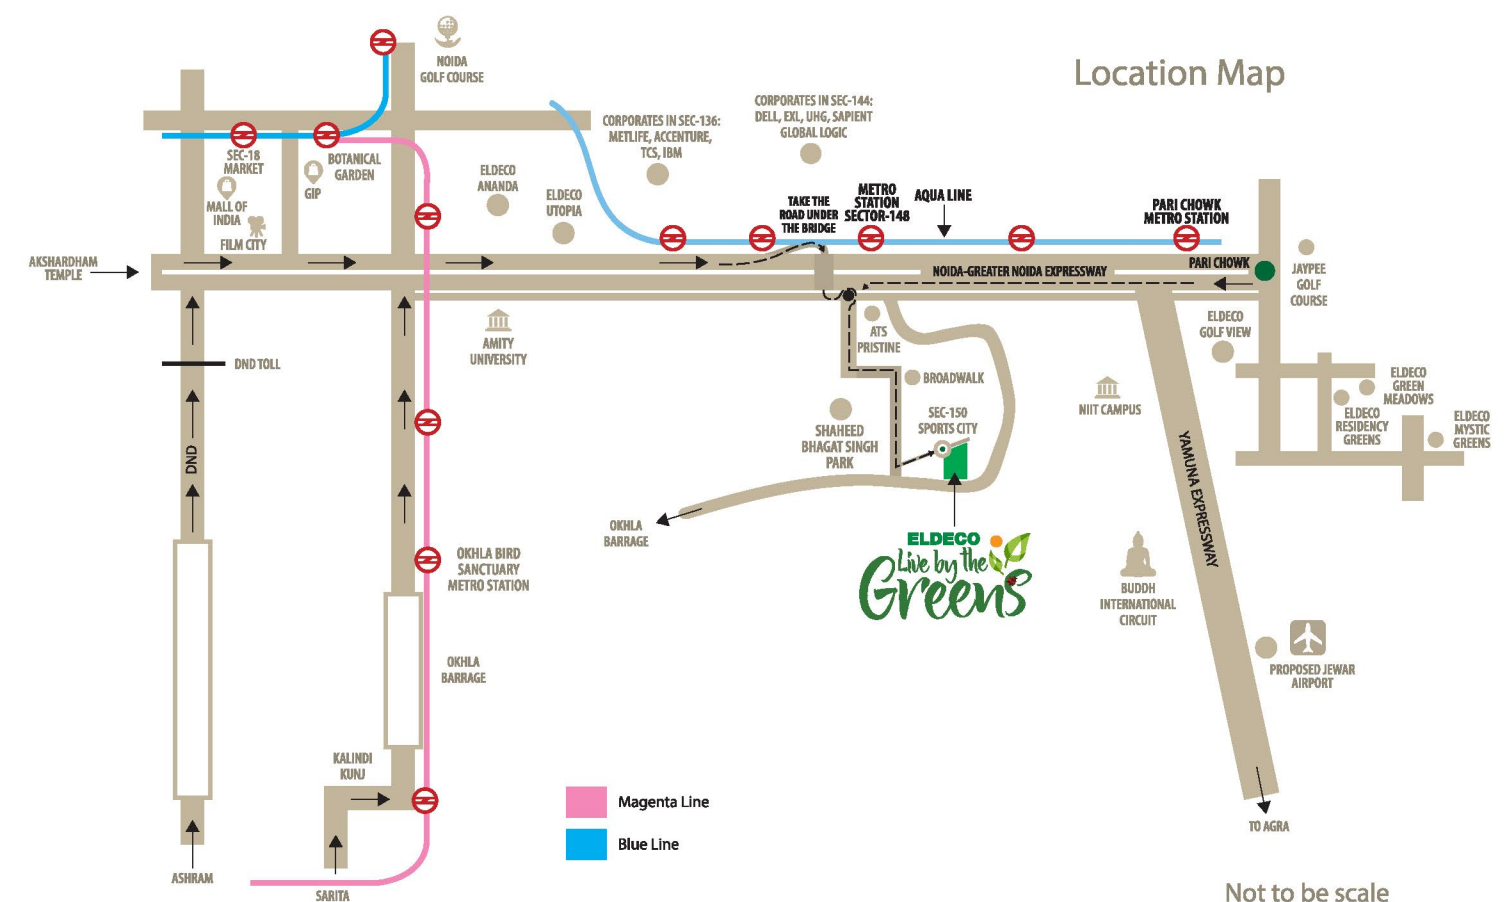 NOIDA
GOLF COURSE
Location Map
CORPORATES IN SEC-144:
DELL, EXL, UHG, SAPIENT
GLOBAL LOGIC
CORPORATES IN SEC-136:
METLIFE, ACCENTURE,
TCS, IBM
SEC-18
MARKET
BOTANICAL
GARDEN
GIP
MALL OF
INDIA
FILM CITY
ELDECO
ANANDA
ELDECO
UTOPIA
TAKE THE
ROAD UNDER
THE BRIDGE
METRO
STATION
SECTOR-148
AQUA LINE
PARI CHOWK
METRO STATION
AKSHARDHAM
TEMPLE
NOIDA-GREATER NOIDA EXPRESSWAY
PARI CHOWK
JAYPEE
GOLF
COURSE
ELDECO
GOLF VIEW
AMITY
UNIVERSITY
ATS
PRISTINE
DND TOLL
BROADWALK
NIIT CAMPUS
ELDECO
GREEN
MEADOWS
ELDECO
RESIDENCY
GREENS
ELDECO
MYSTIC
GREENS
SHAHEED
BHAGAT SINGH
PARK
SEC-150
SPORTS CITY
DND
YAMUNA EXPRESSWAY
OKHLA
BARRAGE
ELDECO
Live by the
Greens
OKHLA BIRD
SANCTUARY
METRO STATION
BUDDH
INTERNATIONAL
CIRCUIT
OKHLA
BARRAGE
PROPOSED JEWAR
AIRPORT
KALINDI
KUNJ
Magenta Line
Blue Line
TO AGRA
ASHRAM
SARITA
Not to be scale